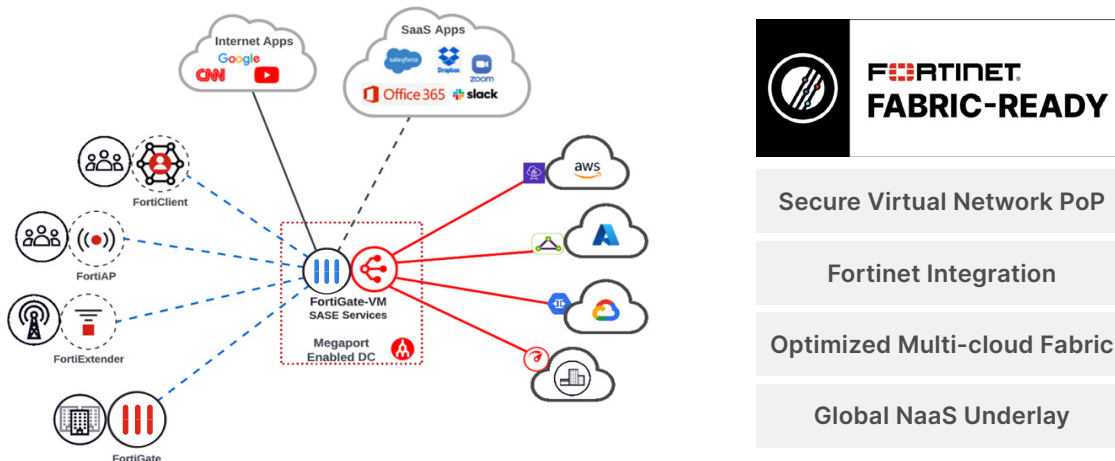 Internet Apps
Google
CNN
SaaS Apps
salesforce
Dropbox
zoom
Office 365
slack
FortiClient
FortiAP
FortiExtender
FortiGate
FortiGate-VM
SASE Services
Megaport
Enabled DC
aws
FORTINET
FABRIC-READY
Secure Virtual Network PoP
Fortinet Integration
Optimized Multi-cloud Fabric
Global NaaS Underlay